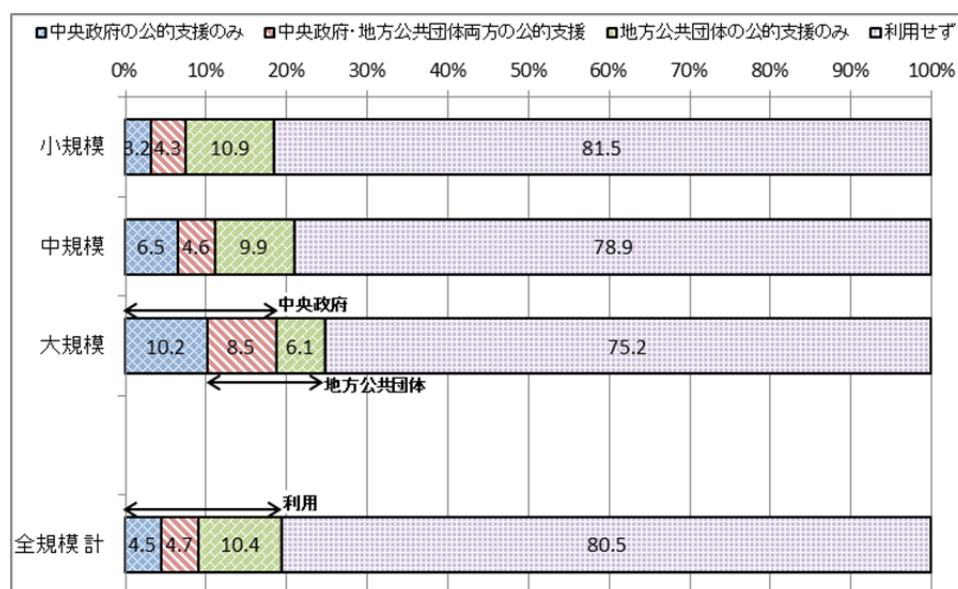 中央政府の公的支援のみ 中央政府・地方公共団体両方の公的支援 地方公共団体の公的支援のみ 利用せず
0% 10% 20% 30% 40% 50% 60% 70% 80% 90% 100%
小規模 3.2 4.3 10.9 81.5
中規模 6.5 4.6 9.9 78.9
中央政府
大規模 10.2 8.5 6.1 75.2
地方公共団体
利用
全規模計 4.5 4.7 10.4 80.5